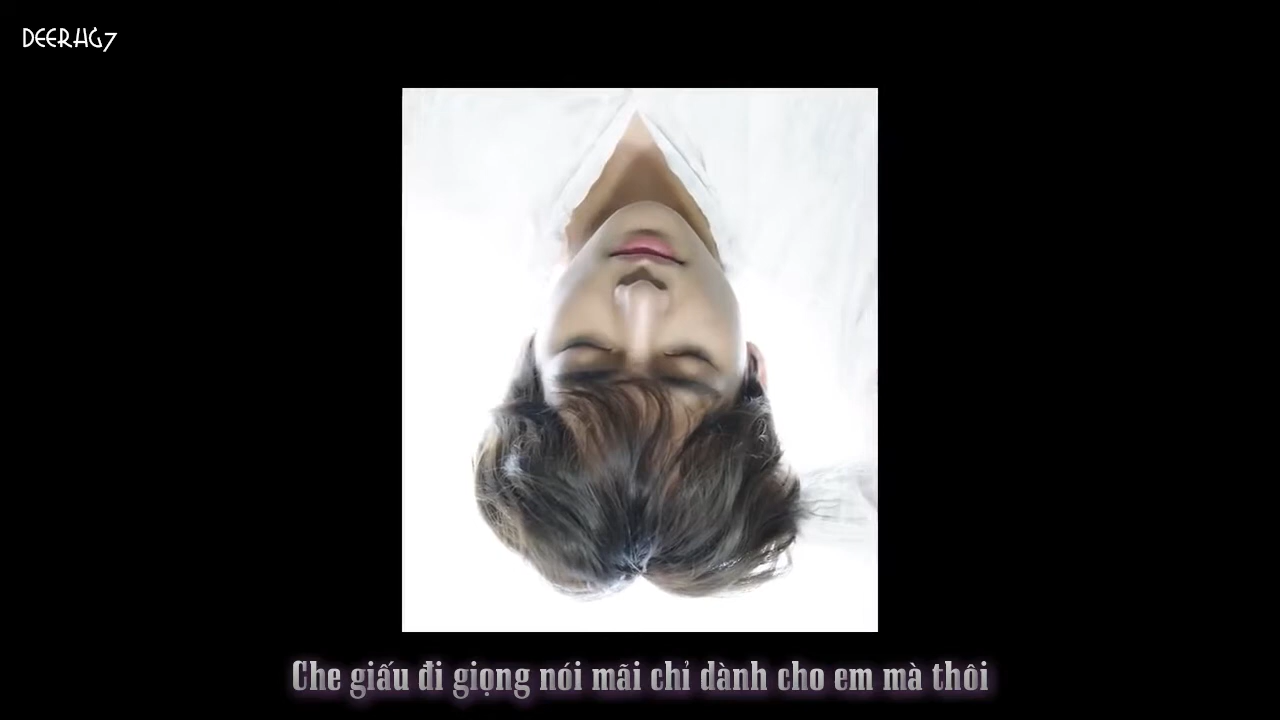 DEERHG7
Che giấu đi giọng nói mãi chỉ dành cho em mà thôi